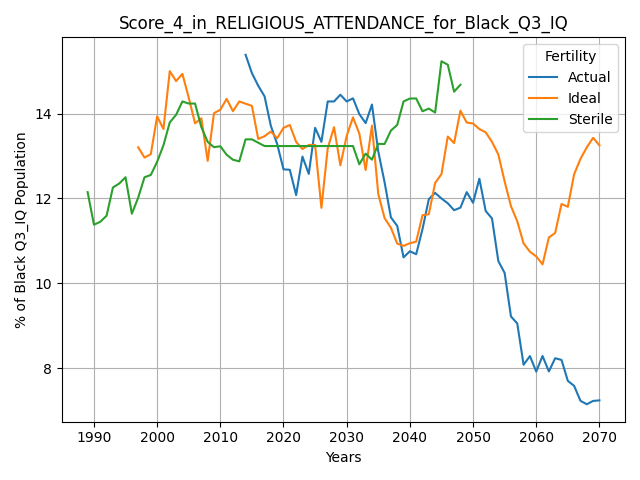 Score_4_in_RELIGIOUS_ATTENDANCE_for_Black_Q3_IQ
Fertility
Actual
Ideal
Sterile
% of Black Q3_IQ Population
14
12
10
8
1990 2000 2010 2020 2030 2040 2050 2060 2070
Years